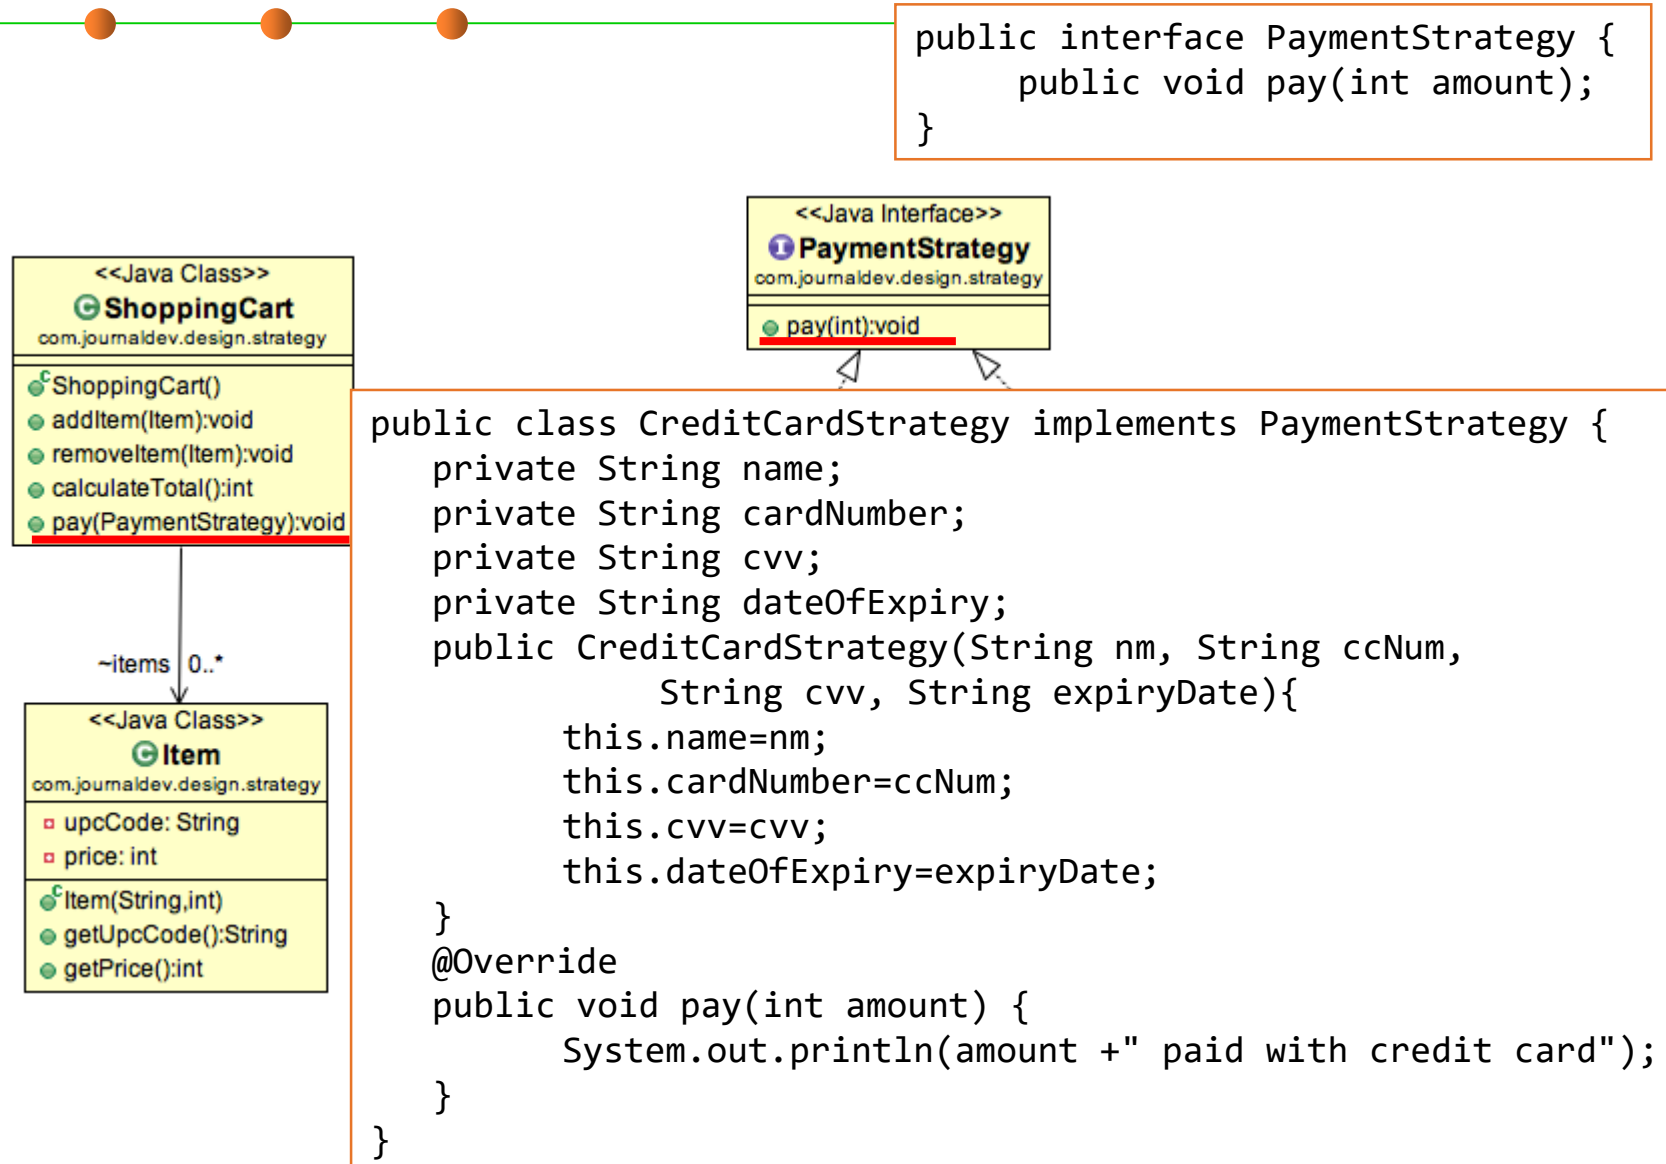 public interface PaymentStrategy {
public void pay(int amount);
}
<<Java Interface>>
PaymentStrategy
com.journaldev.design.strategy
pay(int):void
<<Java Class>>
ShoppingCart
com.journaldev.design.strategy
ShoppingCart()
addItem(Item):void
removeItem(Item):void
calculateTotal():int
pay(PaymentStrategy):void
~items 0..*
<<Java Class>>
Item
com.journaldev.design.strategy
upcCode: String
price: int
Item(String,int)
getUpcCode():String
getPrice():int
public class CreditCardStrategy implements PaymentStrategy {
private String name;
private String cardNumber;
private String cvv;
private String dateOfExpiry;
public CreditCardStrategy(String nm, String ccNum,
String cvv, String expiryDate){
this.name=nm;
this.cardNumber=ccNum;
this.cvv=cvv;
this.dateOfExpiry=expiryDate;
}
@Override
public void pay(int amount) {
System.out.println(amount +" paid with credit card");
}
}